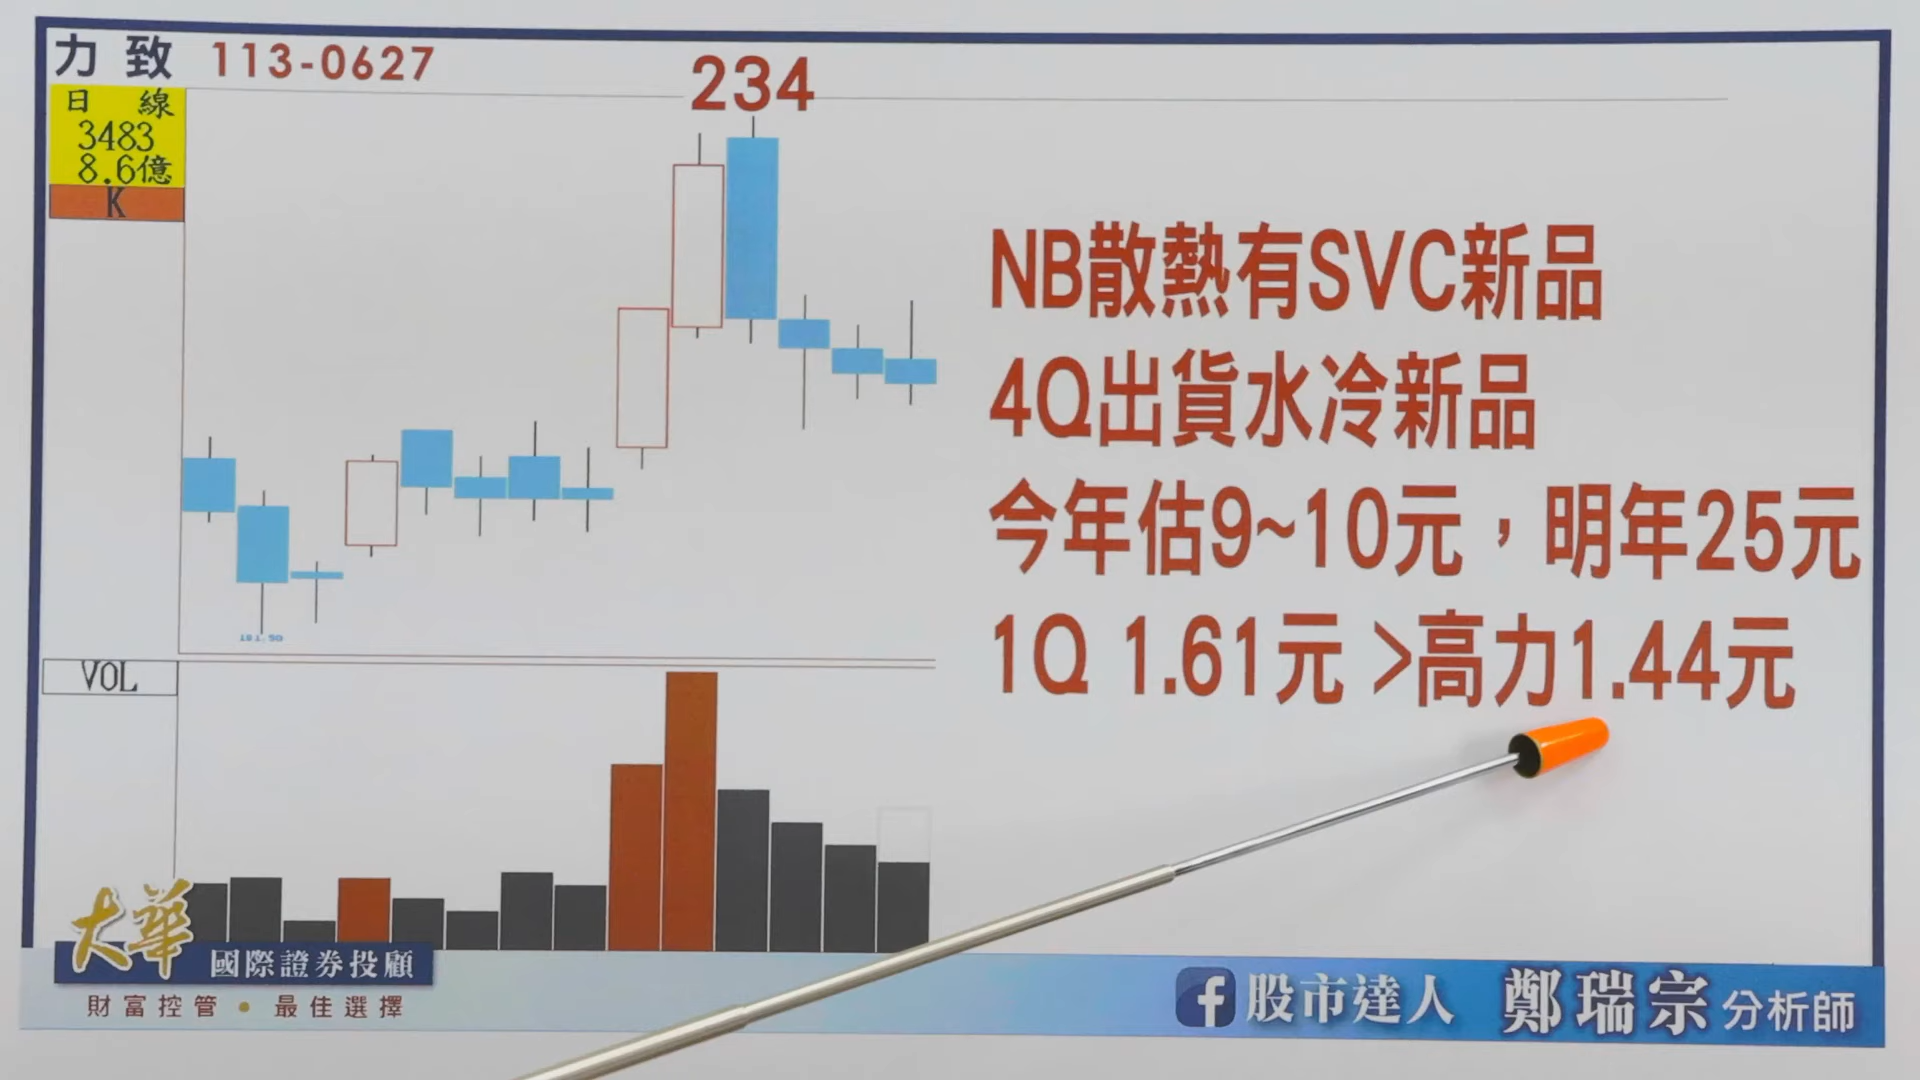 力致 113-0627
234
日 線
3483
8.6億
K
NB散熱有SVC新品
4Q出貨水冷新品
今年估9~10元，明年25元
1Q 1.61元 >高力1.44元
VOL
大華
國際證券投顧
財富控管•最佳選擇
f 股市達人 鄭瑞宗 分析師